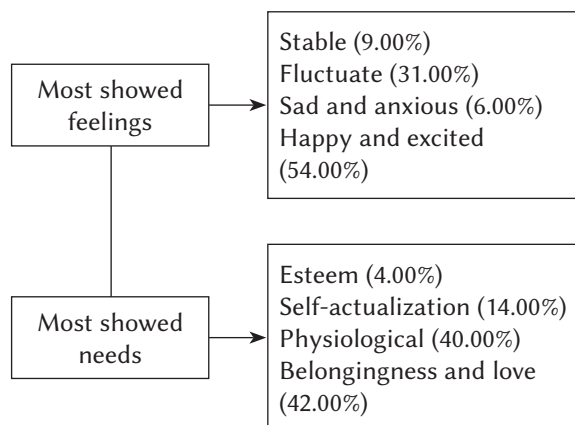 Most showed
feelings
Stable (9.00%)
Fluctuate (31.00%)
Sad and anxious (6.00%)
Happy and excited
(54.00%)
Most showed
needs
Esteem (4.00%)
Self-actualization (14.00%)
Physiological (40.00%)
Belongingness and love
(42.00%)